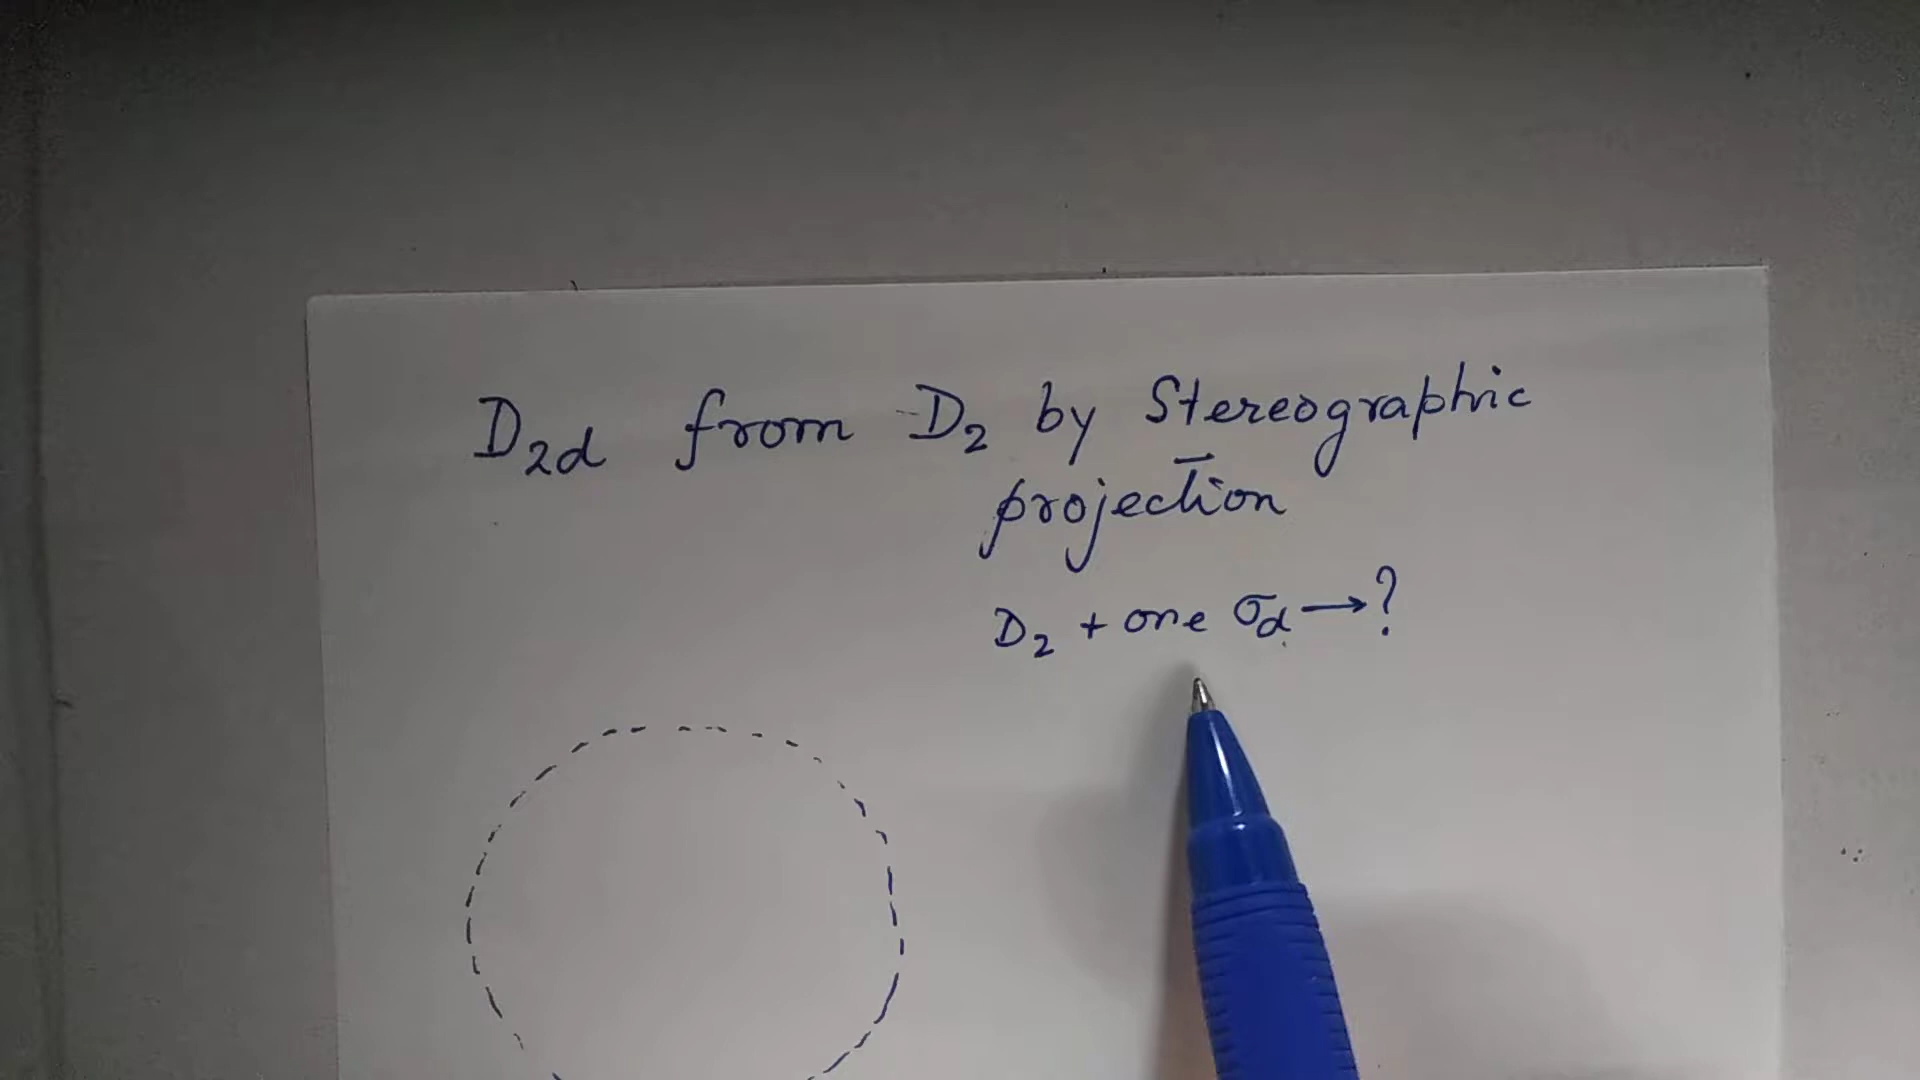 D₂d from D₂ by Stereographic
projection
D₂ + one σd → ?